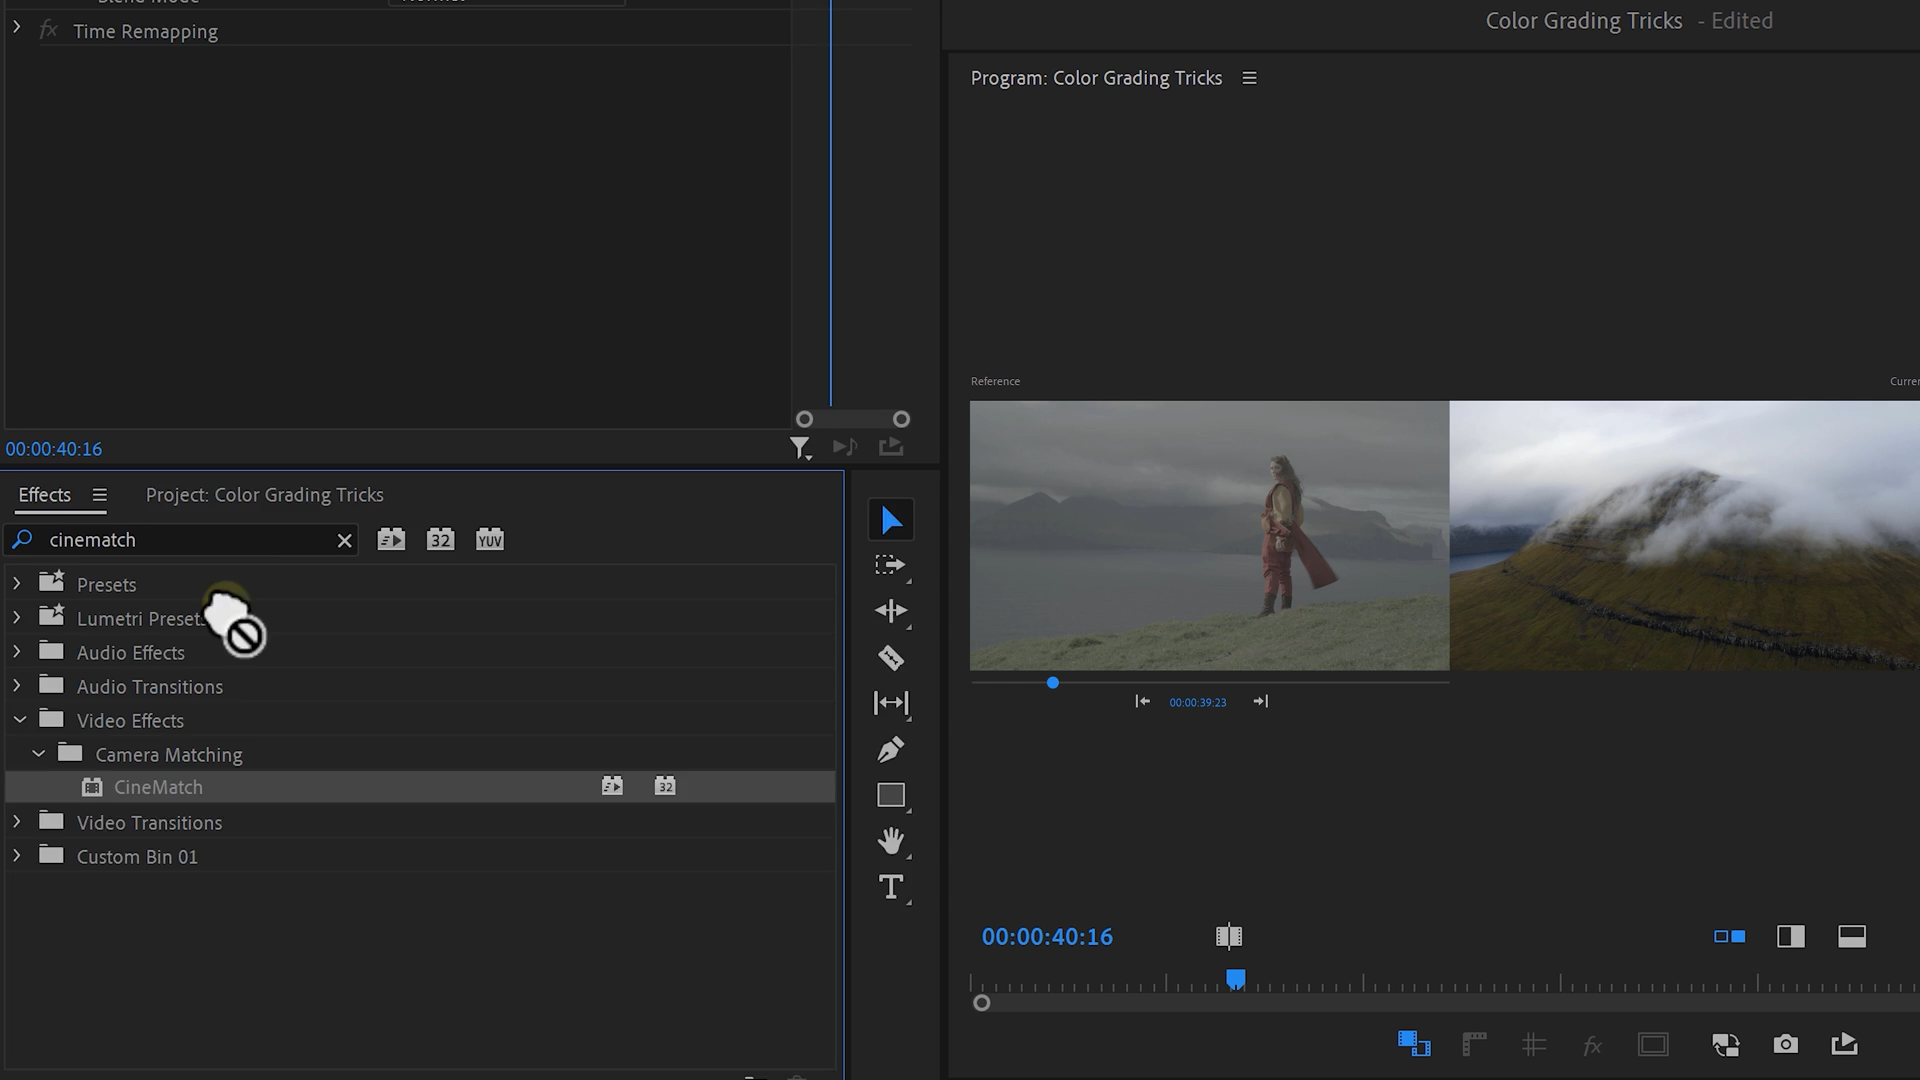 Time Remapping
Color Grading Tricks - Edited
Program: Color Grading Tricks
Reference
00:00:40:16
Effects
Project: Color Grading Tricks
cinematch
32
YUV
Presets
Lumetri Presets
Audio Effects
Audio Transitions
Video Effects
Camera Matching
CineMatch
32
Video Transitions
Custom Bin 01
00:00:39:23
00:00:40:16
fx